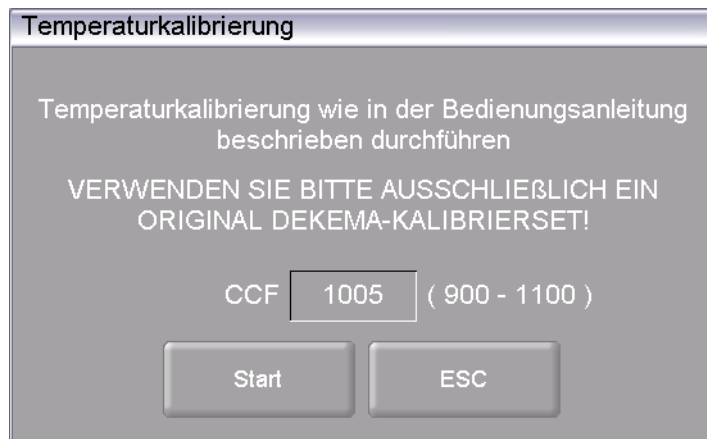 Temperaturkalibrierung
Temperaturkalibrierung wie in der Bedienungsanleitung
beschrieben durchführen
VERWENDEN SIE BITTE AUSSCHLIEßLICH EIN
ORIGINAL DEKEMA-KALIBRIERSET!
CCF 1005 ( 900 - 1100 )
Start ESC